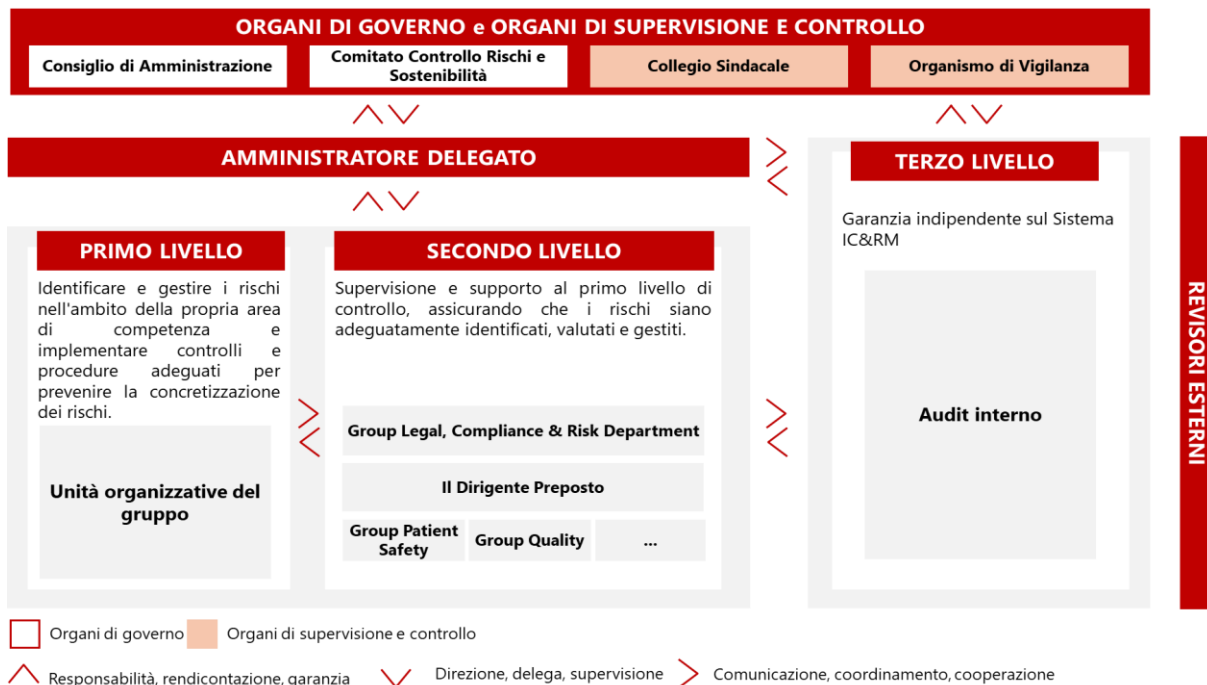 ORGANI DI GOVERNO e ORGANI DI SUPERVISIONE E CONTROLLO
Consiglio di Amministrazione
Comitato Controllo Rischi e
Sostenibilità
Collegio Sindacale
Organismo di Vigilanza
AMMINISTRATORE DELEGATO
TERZO LIVELLO
Garanzia indipendente sul Sistema
IC&RM
Audit interno
PRIMO LIVELLO
Identificare e gestire i rischi
nell'ambito della propria area
di competenza e
implementare controlli e
procedure adeguati per
prevenire la concretizzazione
dei rischi.
Unità organizzative del
gruppo
SECONDO LIVELLO
Supervisione e supporto al primo livello di
controllo, assicurando che i rischi siano
adeguatamente identificati, valutati e gestiti.
Group Legal, Compliance & Risk Department
Il Dirigente Preposto
Group Patient
Safety
Group Quality
...
REVISORI ESTERNI
Organi di governo
Organi di supervisione e controllo
Responsabilità, rendicontazione, garanzia
Direzione, delega, supervisione
Comunicazione, coordinamento, cooperazione